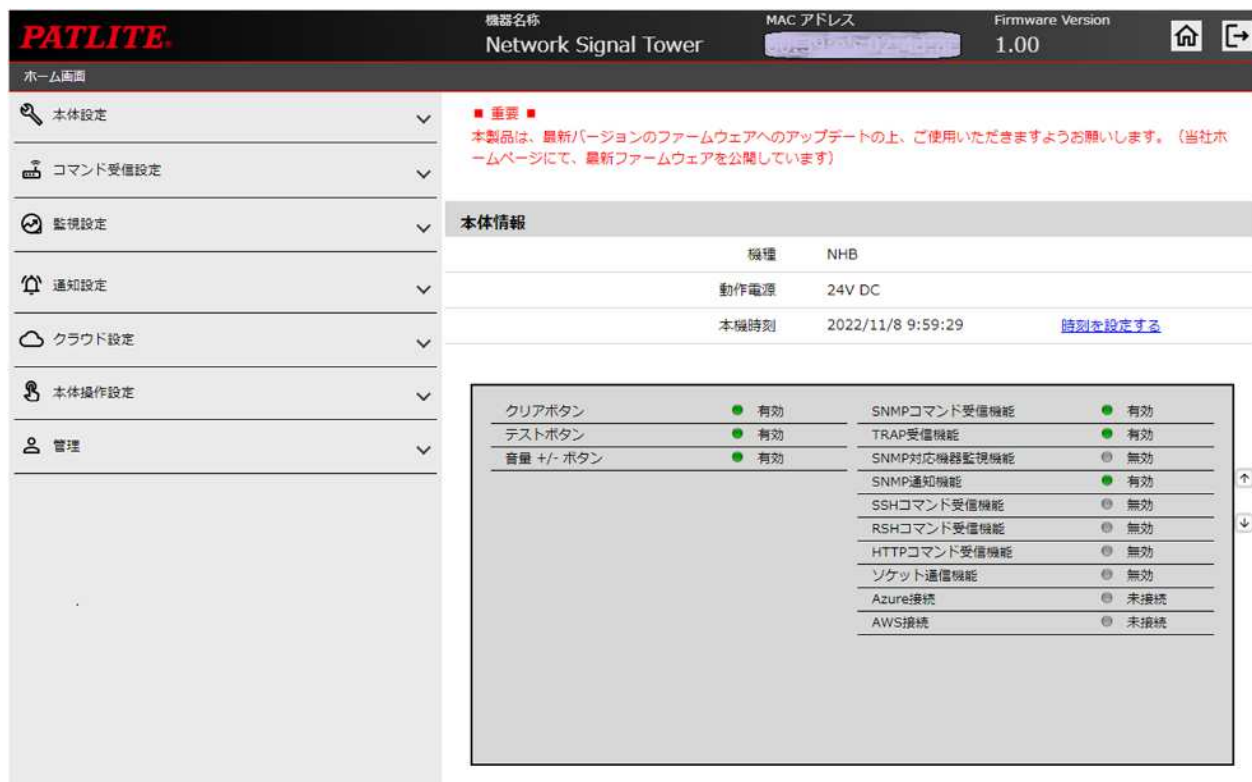 PATLITE.
機器名称
Network Signal Tower
MAC アドレス
Firmware Version
1.00
ホーム画面
本体設定
コマンド受信設定
監視設定
通知設定
クラウド設定
本体操作設定
管理
■ 重要 ■
本製品は、最新バージョンのファームウェアへのアップデートの上、ご使用いただきますようお願いします。（当社ホ
ームページにて、最新ファームウェアを公開しています）
本体情報
機種 NHB
動作電源 24V DC
本機時刻 2022/11/8 9:59:29 時刻を設定する
クリアボタン 有効
テストボタン 有効
音量 +/- ボタン 有効
SNMPコマンド受信機能 有効
TRAP受信機能 有効
SNMP対応機器監視機能 無効
SNMP通知機能 有効
SSHコマンド受信機能 無効
RSHコマンド受信機能 無効
HTTPコマンド受信機能 無効
ソケット通信機能 無効
Azure接続 未接続
AWS接続 未接続